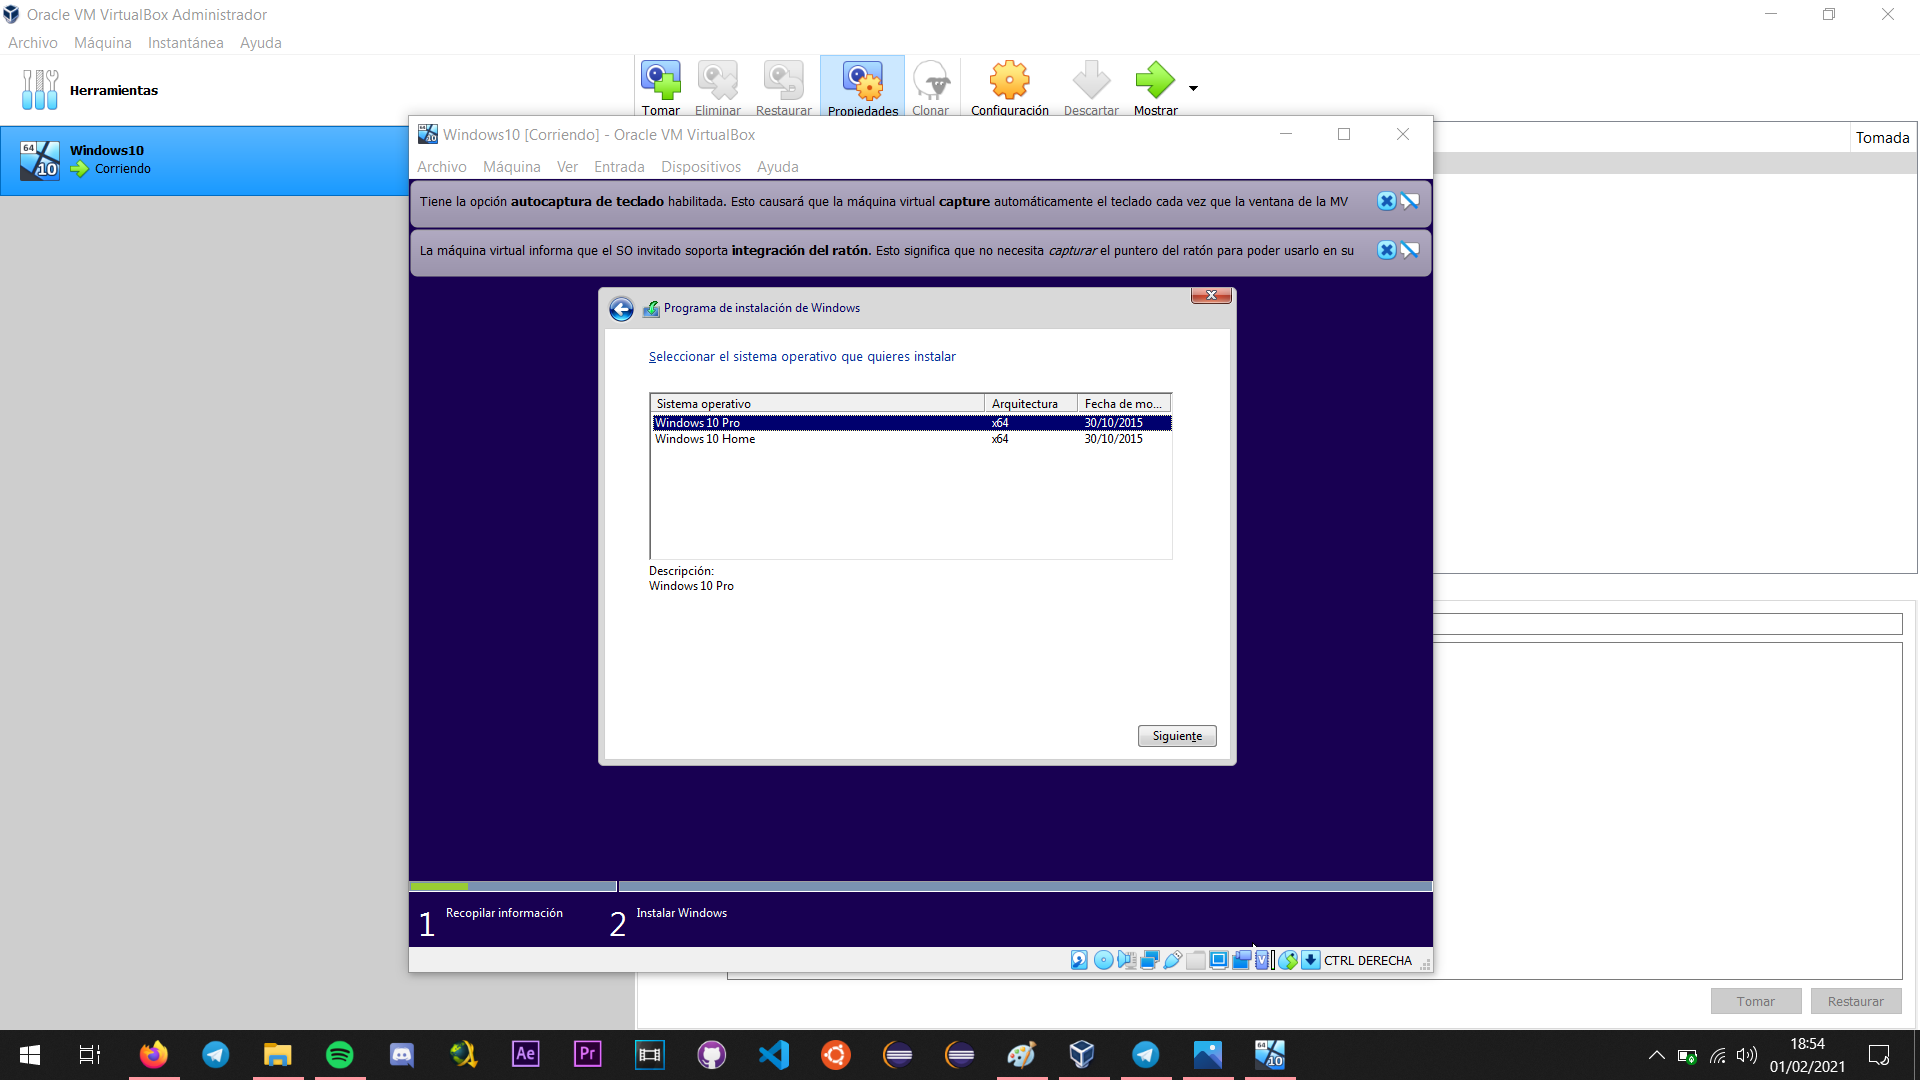 Oracle VM VirtualBox Administrador
Archivo Máquina Instantánea Ayuda
Herramientas
Tomar Eliminar Restaurar Propiedades Clonar Configuración Descartar Mostrar
64
10
Windows10
Corriendo
Tomada
Windows10 [Corriendo] - Oracle VM VirtualBox
Archivo Máquina Ver Entrada Dispositivos Ayuda
Tiene la opción autocaptura de teclado habilitada. Esto causará que la máquina virtual capture automáticamente el teclado cada vez que la ventana de la MV
La máquina virtual informa que el SO invitado soporta integración del ratón. Esto significa que no necesita capturar el puntero del ratón para poder usarlo en su
Programa de instalación de Windows
Seleccionar el sistema operativo que quieres instalar
Sistema operativo Arquitectura Fecha de mo...
Windows 10 Pro x64 30/10/2015
Windows 10 Home x64 30/10/2015
Descripción:
Windows 10 Pro
Siguiente
1 Recopilar información 2 Instalar Windows
CTRL DERECHA
Tomar Restaurar
Ae Pr
64
10
18:54
01/02/2021